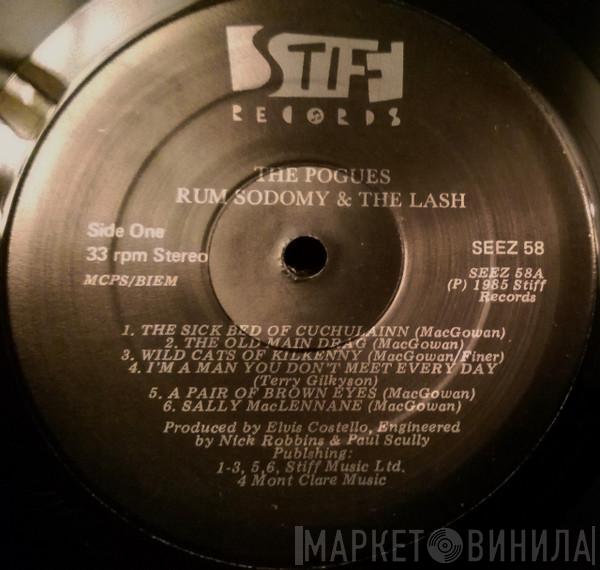 STIFF
RECORDS
THE POGUES
RUM SODOMY & THE LASH
Side One
33 rpm Stereo
MCPS/BIEM
SEEZ 58
SEEZ 58A
(P) 1985 Stiff
Records
1. THE SICK BED OF CUCHULAINN (MacGowan)
2. THE OLD MAIN DRAG (MacGowan)
3. WILD CATS OF KILKENNY (MacGowan/Finer)
4. I'M A MAN YOU DON'T MEET EVERY DAY
(Terry Gilkyson)
5. A PAIR OF BROWN EYES (MacGowan)
6. SALLY MacLENNANE (MacGowan)
Produced by Elvis Costello, Engineered
by Nick Robbins & Paul Scully
Publshing:
1-3, 5,6, Stiff Music Ltd.
4 Mont Clare Music
МАРКЕТ ВИНИЛА